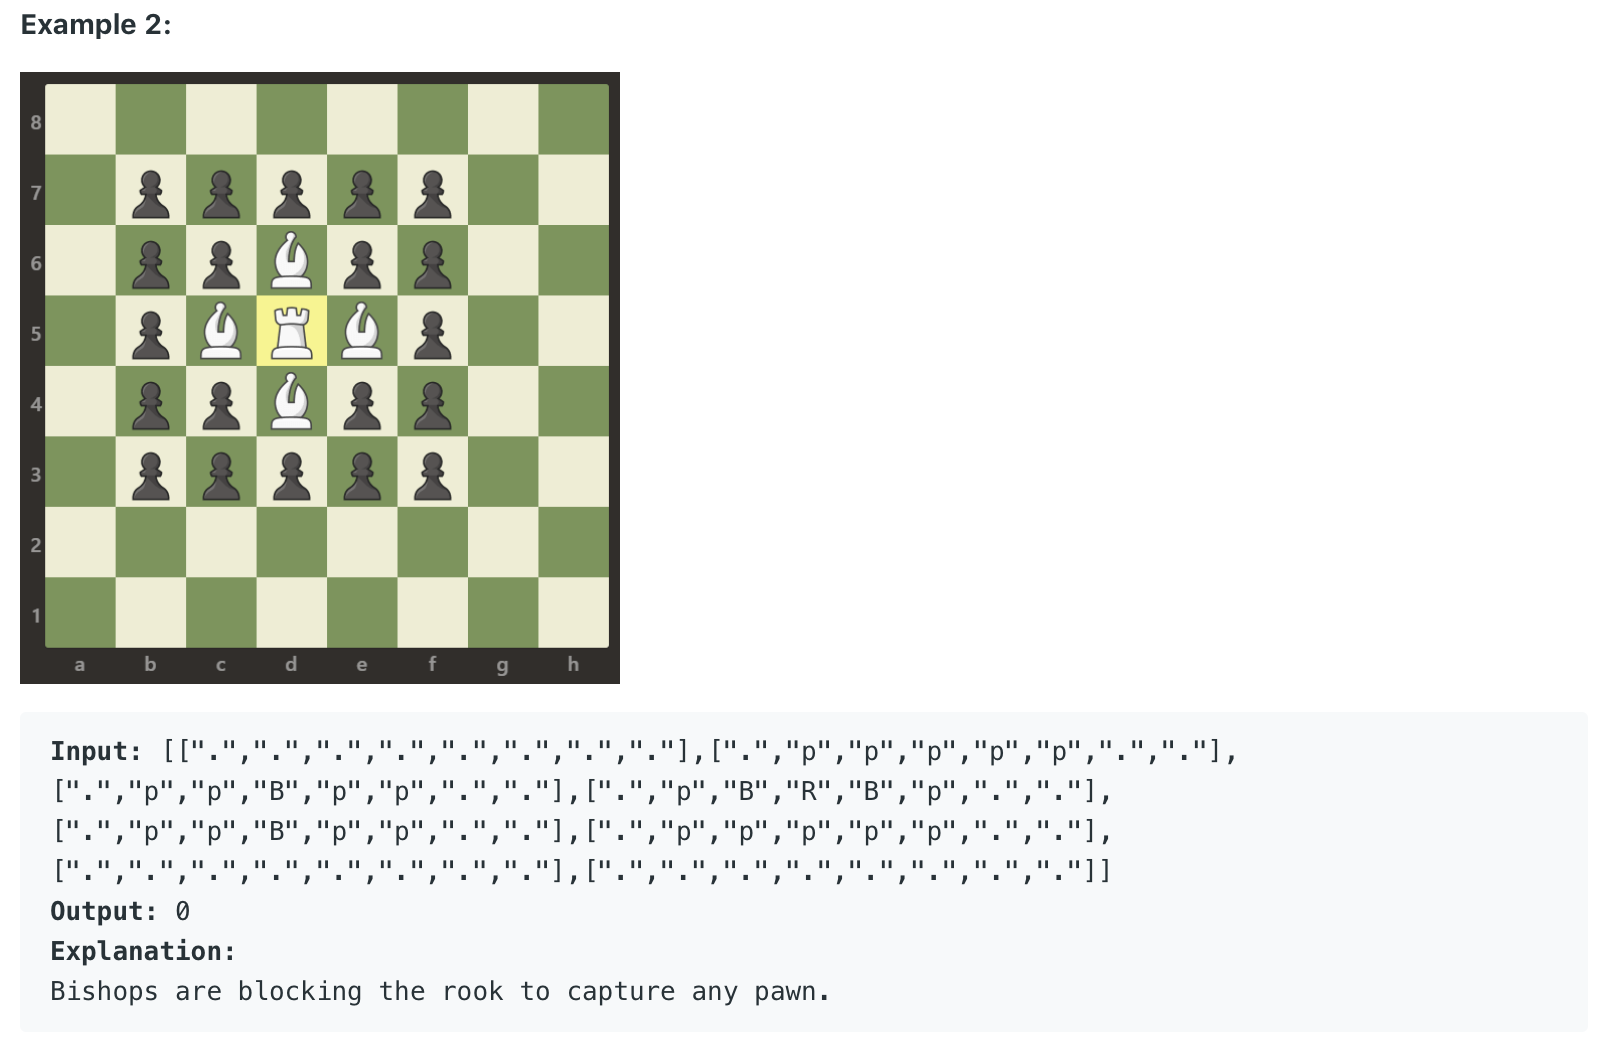 Example 2:
8
7
6
5
4
3
2
1
a b c d e f g h
Input: [[".",".",".",".",".",".",".","."],[".","p","p","p","p","p",".","."],
[".","p","p","B","p","p",".","."],[".","p","B","R","B","p",".","."],
[".","p","p","B","p","p",".","."],[".","p","p","p","p","p",".","."],
[".",".",".",".",".",".",".","."],[".",".",".",".",".",".",".","."]]
Output: 0
Explanation:
Bishops are blocking the rook to capture any pawn.